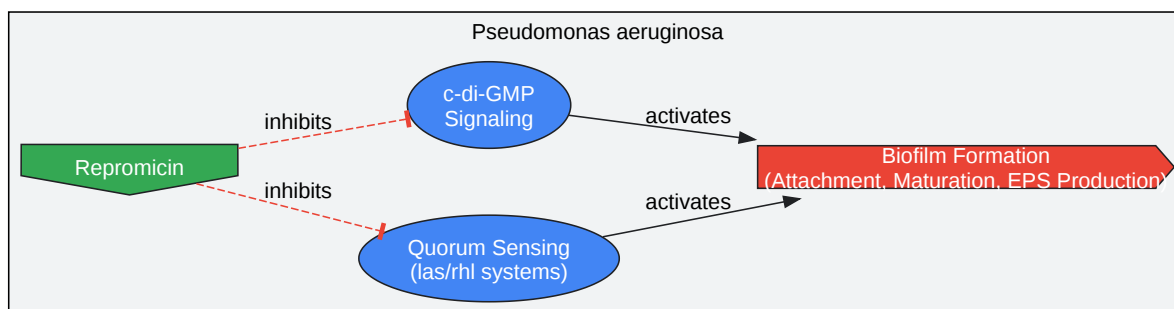 Pseudomonas aeruginosa
c-di-GMP
Signaling
inhibits
activates
Repromicin
Biofilm Formation
(Attachment, Maturation, EPS Production)
inhibits
activates
Quorum Sensing
(las/rhl systems)